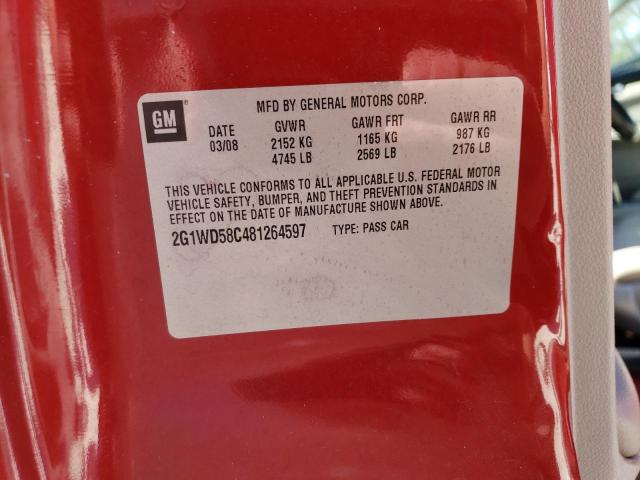 MFD BY GENERAL MOTORS CORP.
GM
DATE GVWR GAWR FRT GAWR RR
03/08 2152 KG 1165 KG 987 KG
4745 LB 2569 LB 2176 LB
THIS VEHICLE CONFORMS TO ALL APPLICABLE U.S. FEDERAL MOTOR
VEHICLE SAFETY, BUMPER, AND THEFT PREVENTION STANDARDS IN
EFFECT ON THE DATE OF MANUFACTURE SHOWN ABOVE.
2G1WD58C481264597 TYPE: PASS CAR